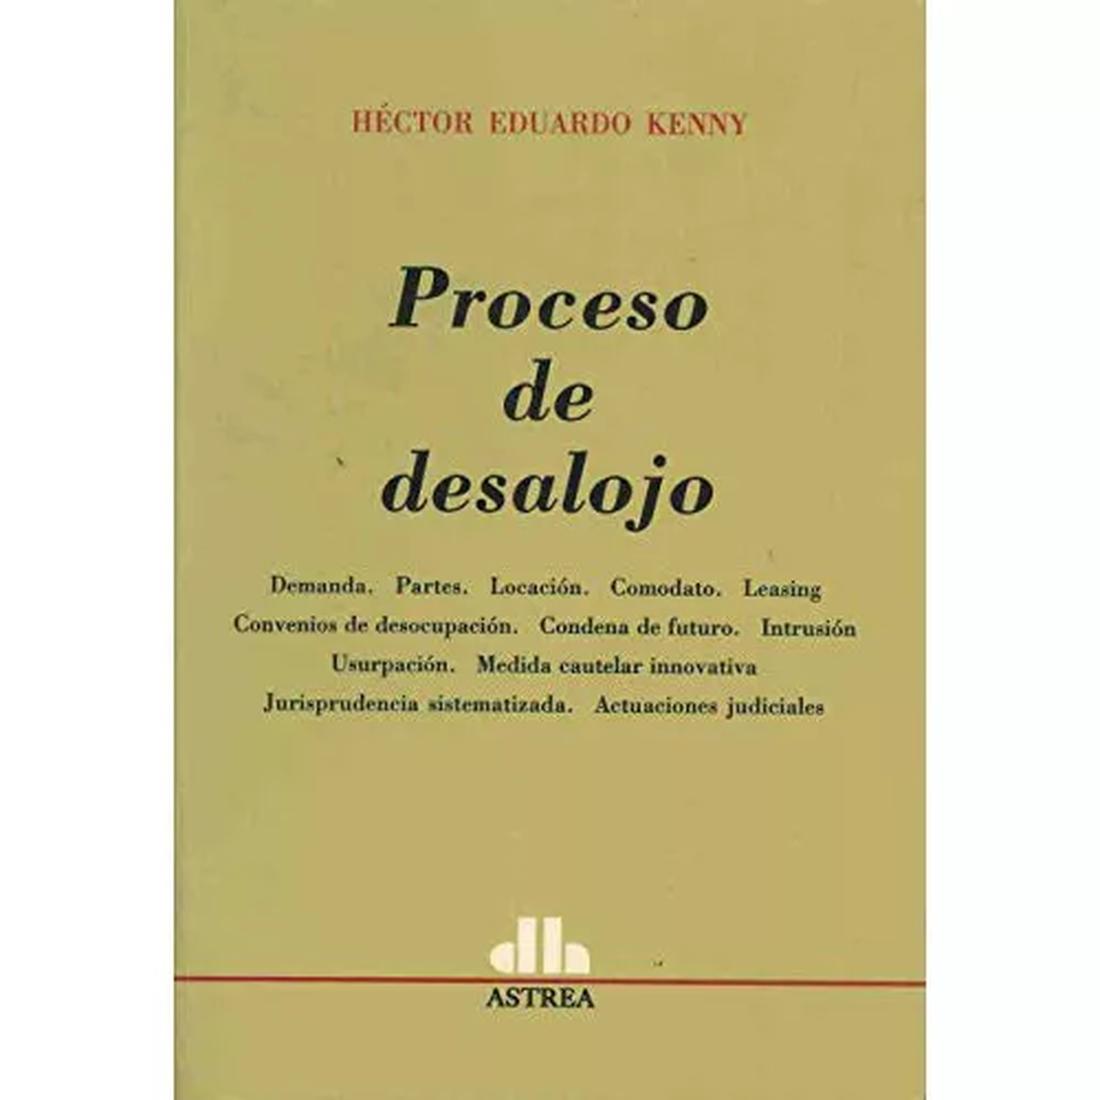 HÉCTOR EDUARDO KENNY
Proceso
de
desalojo
Demanda. Partes. Locación. Comodato. Leasing
Convenios de desocupación. Condena de futuro. Intrusión
Usurpación. Medida cautelar innovativa
Jurisprudencia sistematizada. Actuaciones judiciales
dh
ASTREA